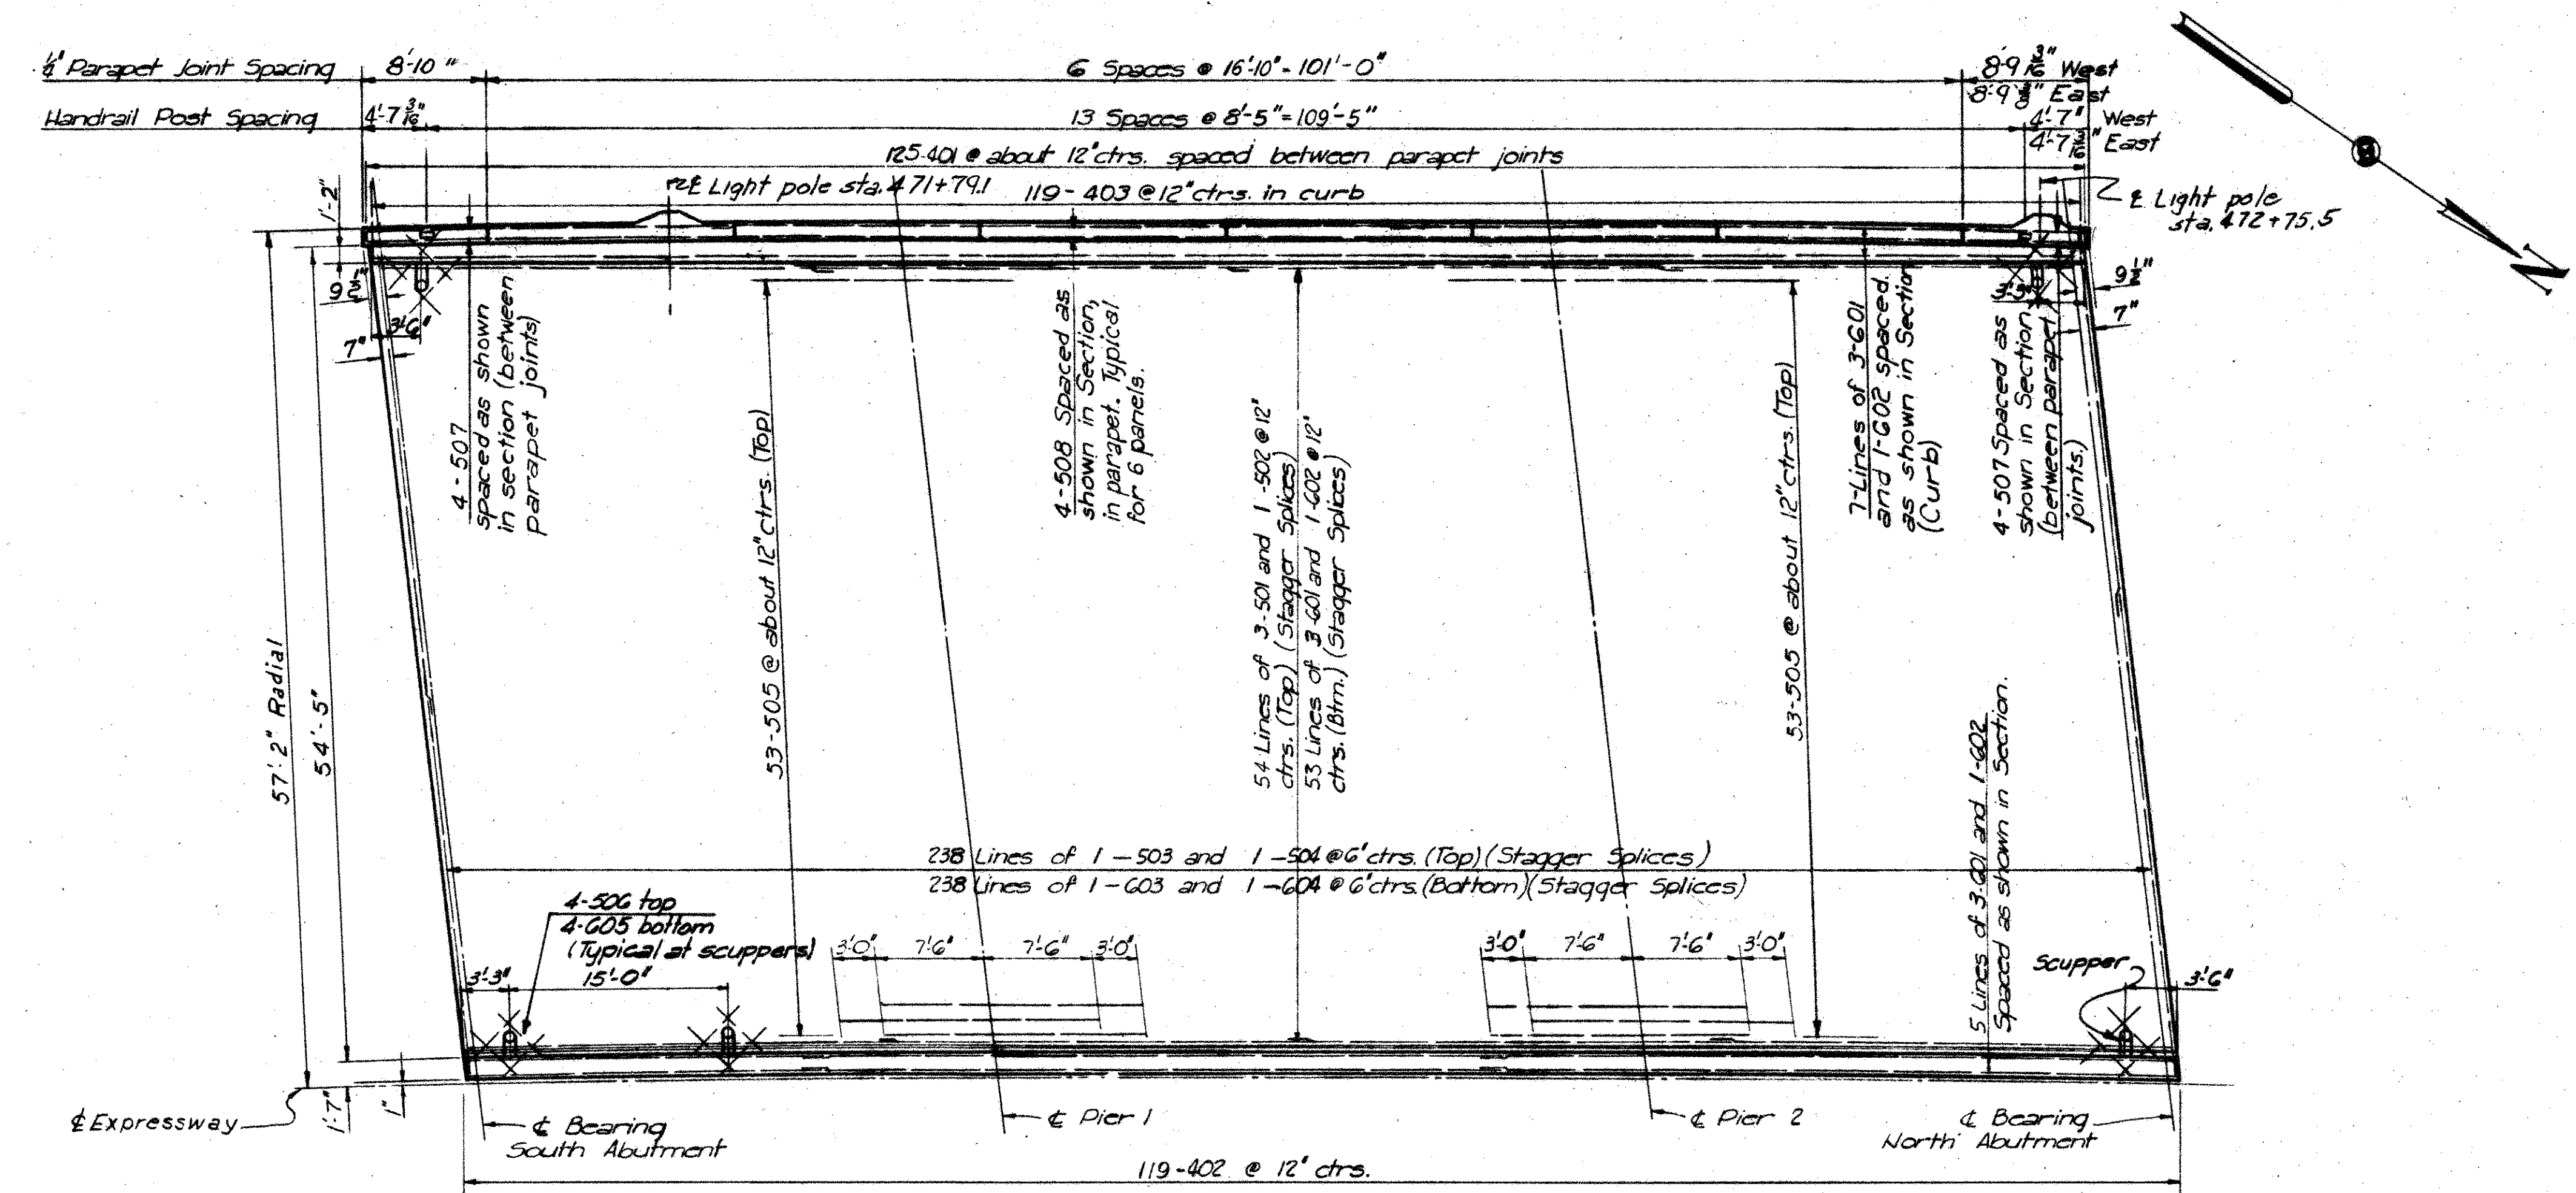 ¼" Parapet Joint Spacing 8'-10" 6 Spaces @ 16'-10" = 101'-0" 8'-9 3/16" West
East
Handrail Post Spacing 4'-7 3/16" 13 Spaces @ 8'-5" = 109'-5" 4'-7" West
4'-7 3/16" East
125-401 @ about 12" ctrs. spaced between parapet joints
℄ Light pole sta. 471+79.1 119-403 @ 12" ctrs. in curb
℄ Light pole
sta. 472+75.5
N
1'-2"
9½"
3'-6"
7"
9½"
3'-3"
7"
57'-2" Radial
54'-5"
4-507
spaced as shown
in section (between
parapet joints)
53-505 @ about 12" ctrs. (Top)
4-508 Spaced as
shown in Section,
in parapet. Typical
for 6 panels.
54 Lines of 3-501 and 1-502 @ 12"
ctrs. (Top) (Stagger Splices)
53 Lines of 3-601 and 1-602 @ 12"
ctrs. (Btm.) (Stagger Splices)
53-505 @ about 12" ctrs. (Top)
7-Lines of 3-601
and 1-602 spaced.
as shown in Section
(Curb)
4-507 Spaced as
shown in Section.
(between parapet
joints.)
5 Lines of 3-601 and 1-602
Spaced as shown in Section.
238 Lines of 1-503 and 1-504 @ 6" ctrs. (Top) (Stagger Splices)
238 Lines of 1-603 and 1-604 @ 6" ctrs. (Bottom) (Stagger Splices)
4-506 top
4-605 bottom
(Typical at scuppers)
3'-3" 15'-0"
3'-0" 7'-6" 7'-6" 3'-0"
3'-0" 7'-6" 7'-6" 3'-0"
Scupper
3'-6"
1'-7"
1"
℄ Expressway
℄ Bearing
South Abutment
℄ Pier 1
℄ Pier 2
℄ Bearing
North Abutment
119-402 @ 12" ctrs.